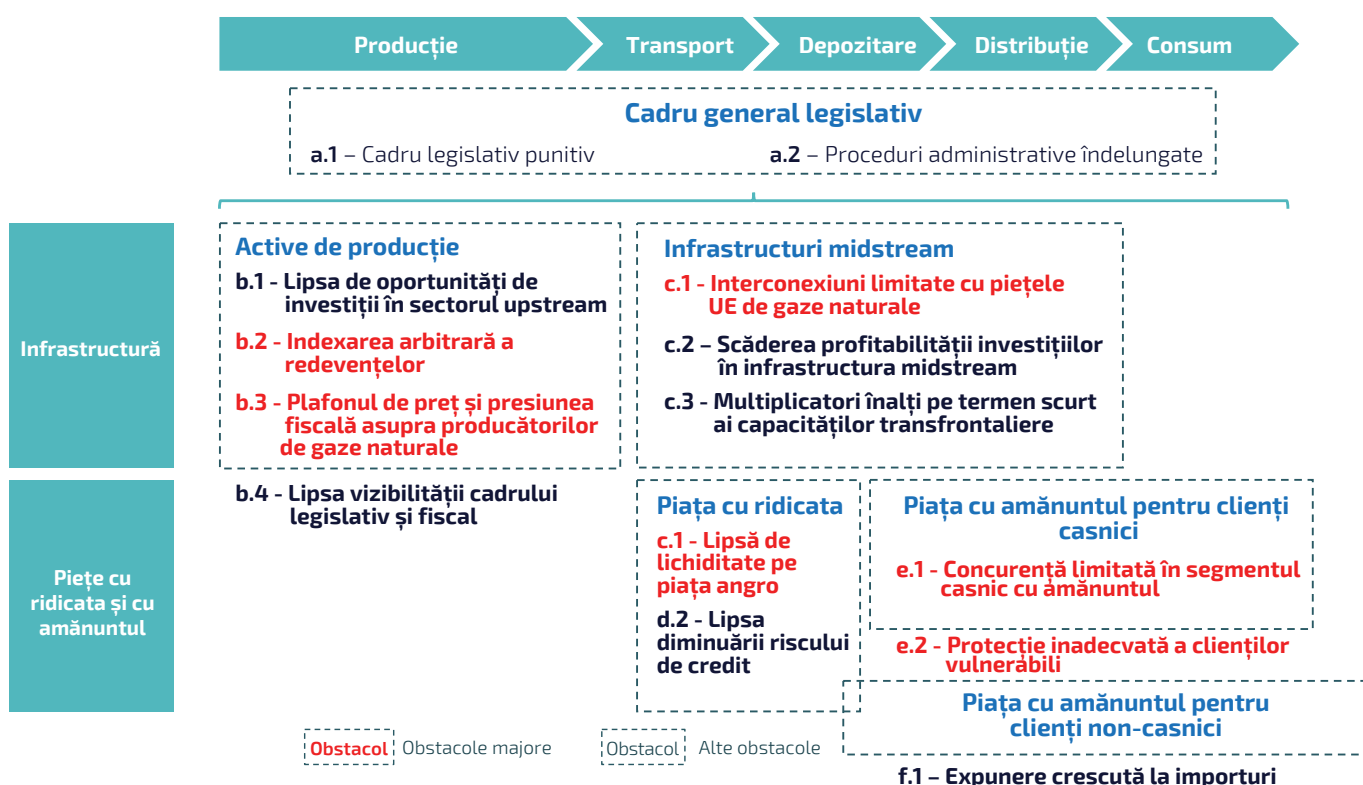 Producție
Transport
Depozitare
Distribuție
Consum
Cadru general legislativ
a.1 – Cadru legislativ punitiv
a.2 – Proceduri administrative îndelungate
Infrastructură
Active de producție
b.1 - Lipsa de oportunități de
investiții în sectorul upstream
b.2 - Indexarea arbitrară a
redevențelor
b.3 - Plafonul de preț și presiunea
fiscală asupra producătorilor
de gaze naturale
b.4 - Lipsa vizibilității cadrului
legislativ și fiscal
Infrastructuri midstream
c.1 - Interconexiuni limitate cu piețele
UE de gaze naturale
c.2 – Scăderea profitabilității investițiilor
în infrastructura midstream
c.3 - Multiplicatori înalți pe termen scurt
ai capacităților transfrontaliere
Piețe cu
ridicata și cu
amănuntul
Piața cu ridicata
c.1 - Lipsă de
lichiditate pe
piața angro
d.2 - Lipsa
diminuării riscului
de credit
Piața cu amănuntul pentru clienți
casnici
e.1 - Concurență limitată în segmentul
casnic cu amănuntul
e.2 - Protecție inadecvată a clienților
vulnerabili
Piața cu amănuntul pentru
clienți non-casnici
f.1 – Expunere crescută la importuri
Obstacol Obstacole majore
Obstacol Alte obstacole